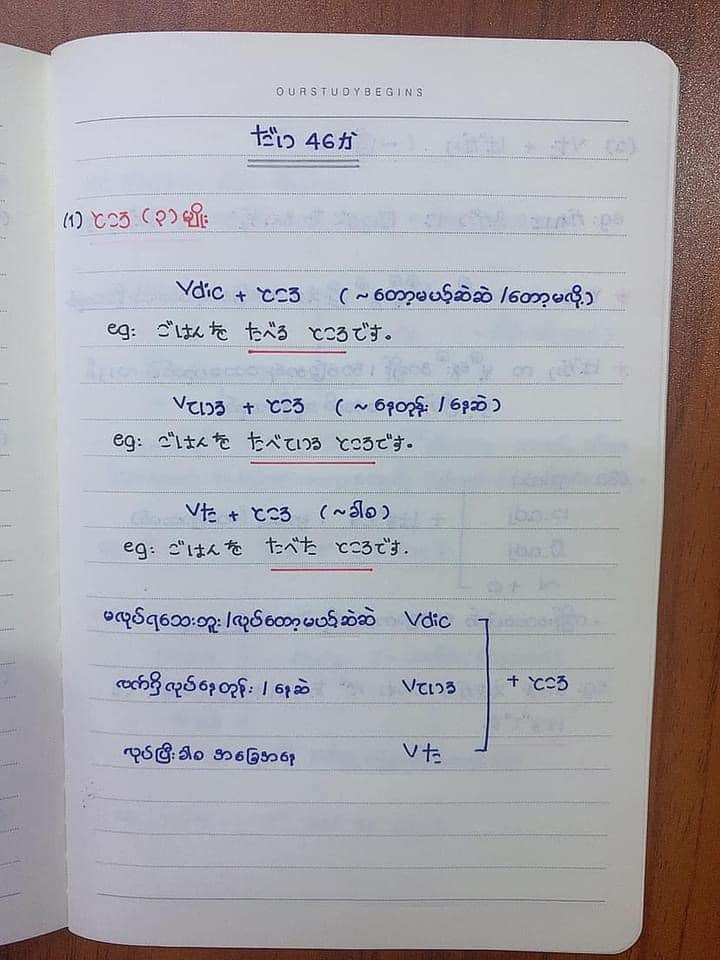 OURSTUDYBEGINS
だい 46か
(1) ところ (၃) မျိုး
Vdic + ところ ( ~တော့မယ့်ဆဲဆဲ /တော့မလို့)
eg: ごはんを たべる ところです。
Vている + ところ ( ~နေတုန်း / နေဆဲ )
eg: ごはんを たべている ところです。
Vた + ところ ( ~ခါစ )
eg: ごはんを たべた ところです.
မလုပ်ရသေးဘူး /လုပ်တော့မယ့်ဆဲဆဲ Vdic
လက်ရှိလုပ်နေတုန်း / နေဆဲ Vている + ところ
လုပ်ပြီးခါစ အခြေအနေ Vた